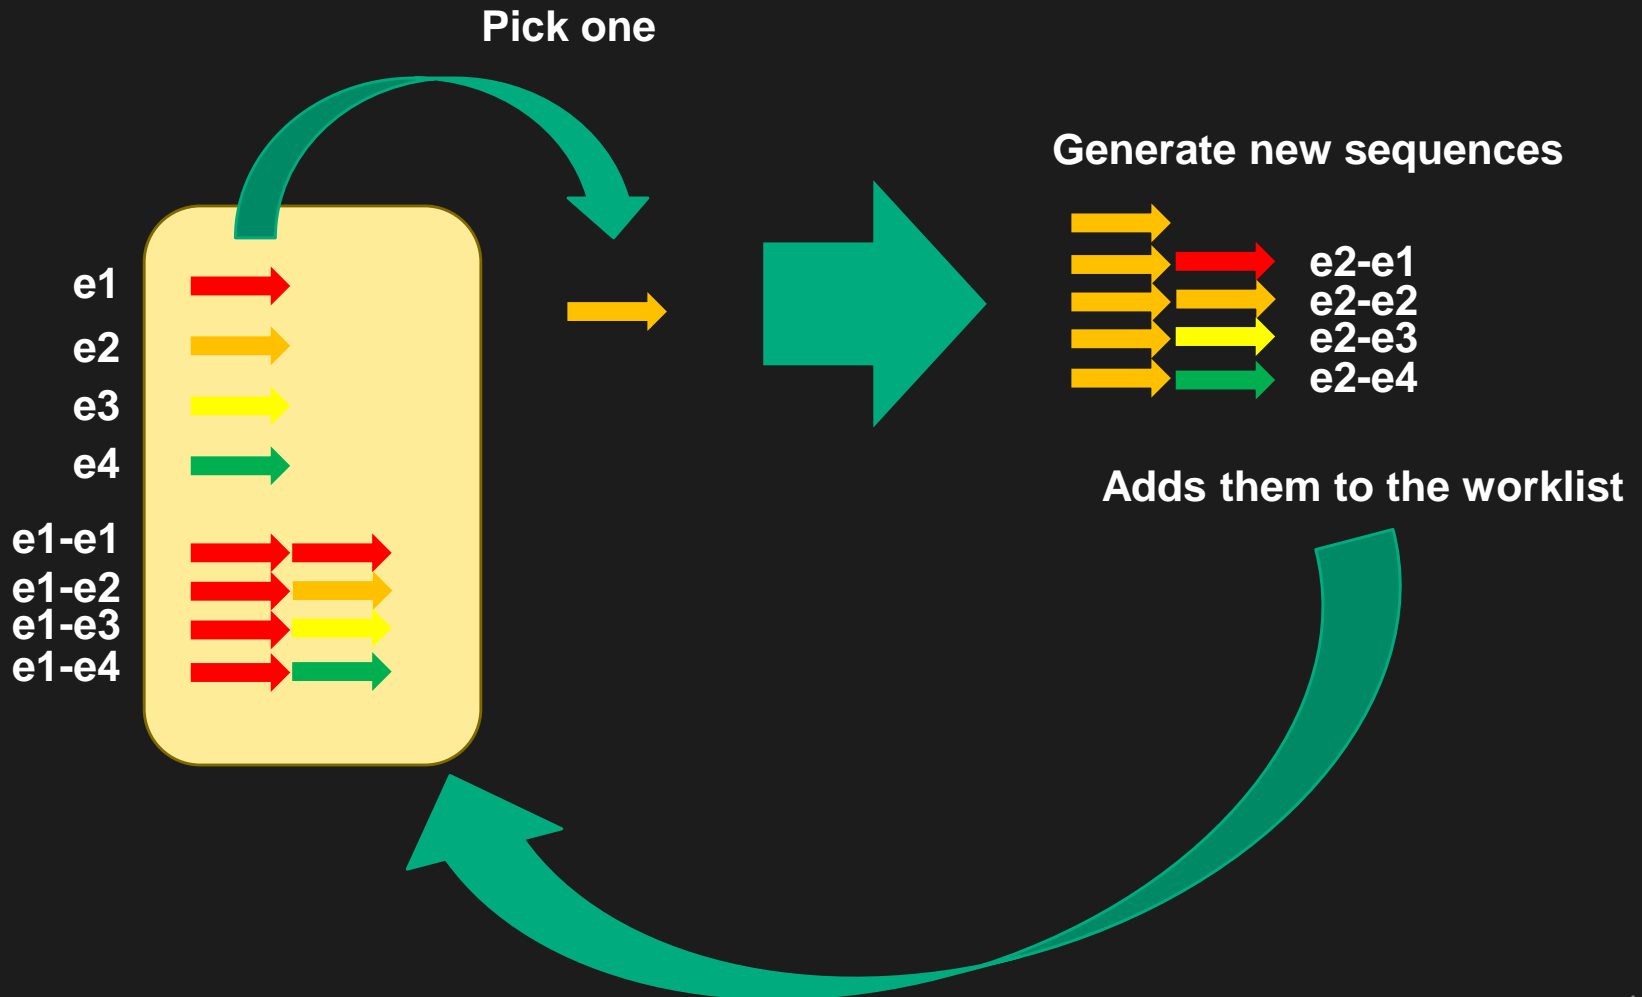 Pick one
Generate new sequences
e1
e2
e3
e4
e1-e1
e1-e2
e1-e3
e1-e4
e2-e1
e2-e2
e2-e3
e2-e4
Adds them to the worklist